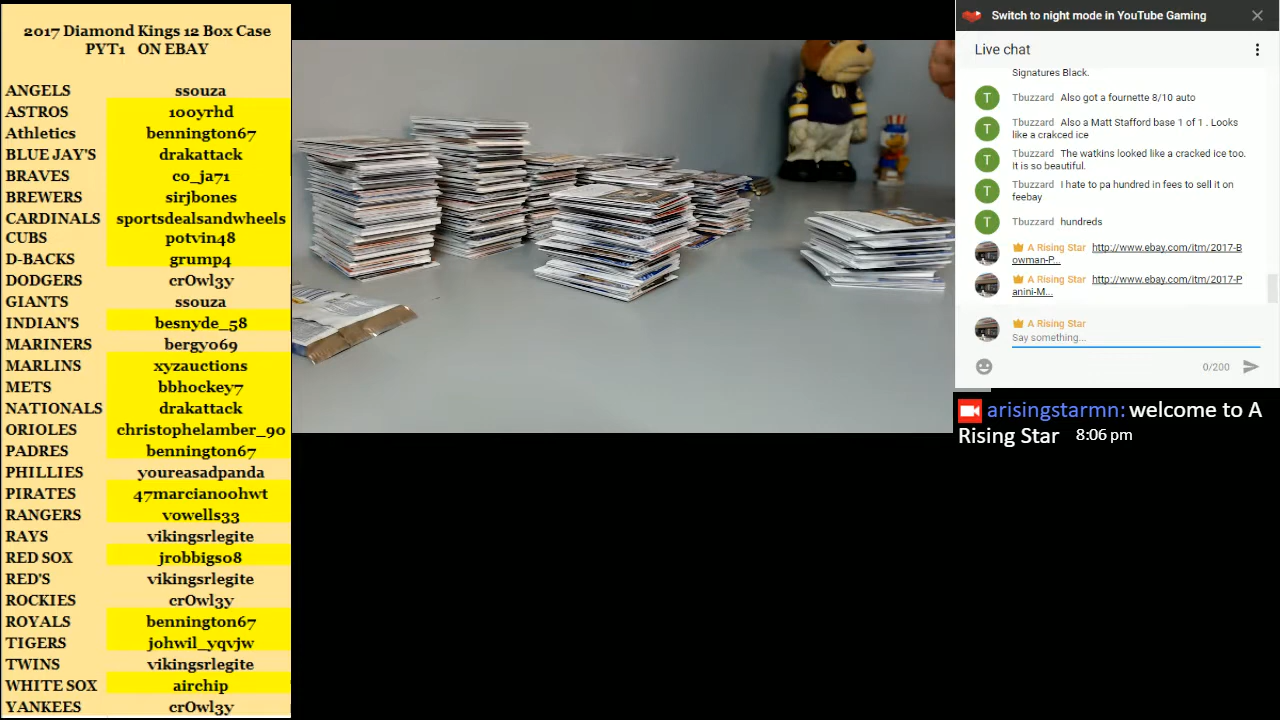 2017 Diamond Kings 12 Box Case
PYT1 ON EBAY
ANGELS ssouza
ASTROS 100yrhd
Athletics bennington67
BLUE JAY'S drakattack
BRAVES co_ja71
BREWERS sirjbones
CARDINALS sportsdealsandwheels
CUBS potvin48
D-BACKS grump4
DODGERS crOwl3y
GIANTS ssouza
INDIAN'S besnyde_58
MARINERS bergyo69
MARLINS xyzauctions
METS bbhockey7
NATIONALS drakattack
ORIOLES christophelamber_90
PADRES bennington67
PHILLIES youreasadpanda
PIRATES 47marcianoohwt
RANGERS vowells33
RAYS vikingsrlegite
RED SOX jrobbigs08
RED'S vikingsrlegite
ROCKIES crOwl3y
ROYALS bennington67
TIGERS johwil_yqvjw
TWINS vikingsrlegite
WHITE SOX airchip
YANKEES crOwl3y
Switch to night mode in YouTube Gaming
Live chat
Signatures Black.
T Tbuzzard Also got a fournette 8/10 auto
T Tbuzzard Also a Matt Stafford base 1 of 1 . Looks
like a crakced ice
T Tbuzzard The watkins looked like a cracked ice too.
It is so beautiful.
T Tbuzzard I hate to pa hundred in fees to sell it on
feebay
T Tbuzzard hundreds
A Rising Star http://www.ebay.com/itm/2017-B
owman-P...
A Rising Star http://www.ebay.com/itm/2017-P
anini-M...
A Rising Star
Say something...
0/200
arisingstarmn: welcome to A
Rising Star 8:06 pm